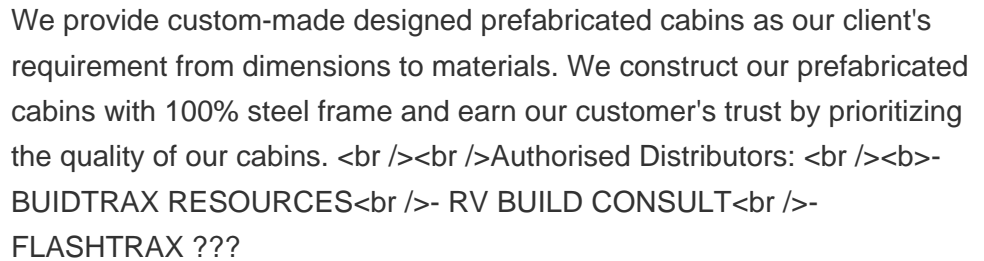 We provide custom-made designed prefabricated cabins as our client's
requirement from dimensions to materials. We construct our prefabricated
cabins with 100% steel frame and earn our customer's trust by prioritizing
the quality of our cabins. <br /><br />Authorised Distributors: <br /><b>-
BUIDTRAX RESOURCES<br />- RV BUILD CONSULT<br />-
FLASHTRAX ???